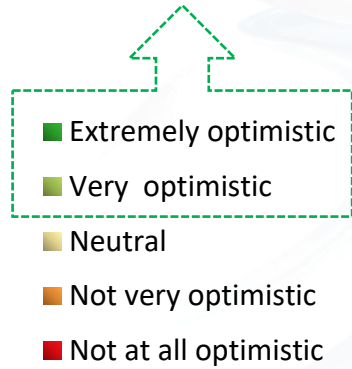 Extremely optimistic
Very optimistic
Neutral
Not very optimistic
Not at all optimistic